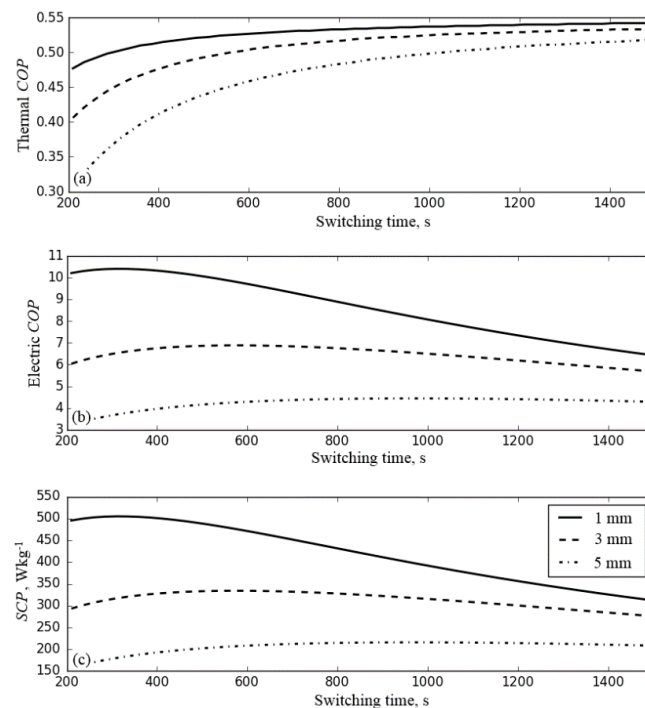 0.55
0.50
0.45
0.40
0.35
0.30
Thermal COP
(a)
200 400 600 800 1000 1200 1400
Switching time, s
11
10
9
8
7
6
5
4
3
Electric COP
(b)
200 400 600 800 1000 1200 1400
Switching time, s
550
500
450
400
350
300
250
200
150
SCP, Wkg⁻¹
1 mm
3 mm
5 mm
(c)
200 400 600 800 1000 1200 1400
Switching time, s